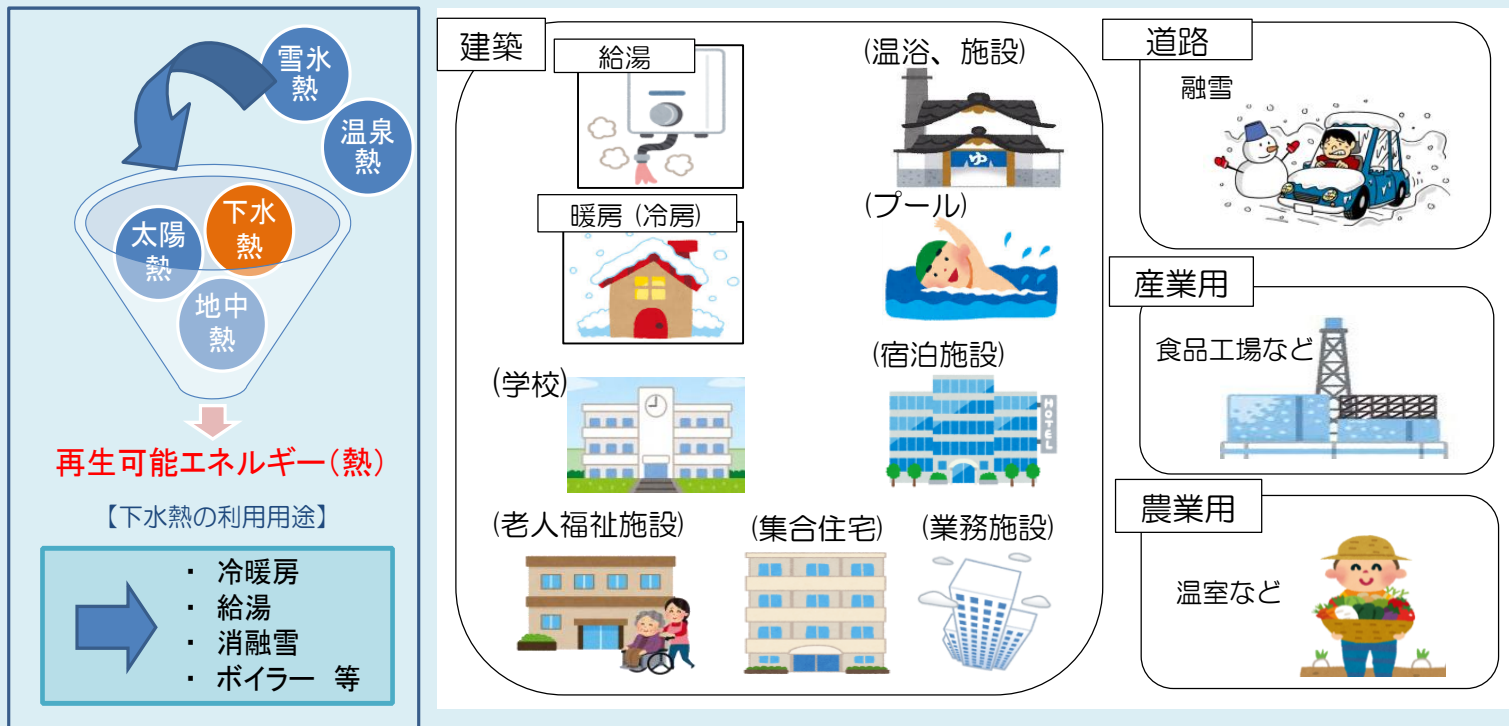 雪氷
熱
温泉
熱
下水
熱
太陽
熱
地中
熱
再生可能エネルギー(熱)
【下水熱の利用用途】
・ 冷暖房
・ 給湯
・ 消融雪
・ ボイラー 等
建築
給湯
(温浴、施設)
ゆ
暖房 (冷房)
(プール)
(学校)
(宿泊施設)
HOTEL
(老人福祉施設)
(集合住宅)
(業務施設)
道路
融雪
産業用
食品工場など
農業用
温室など